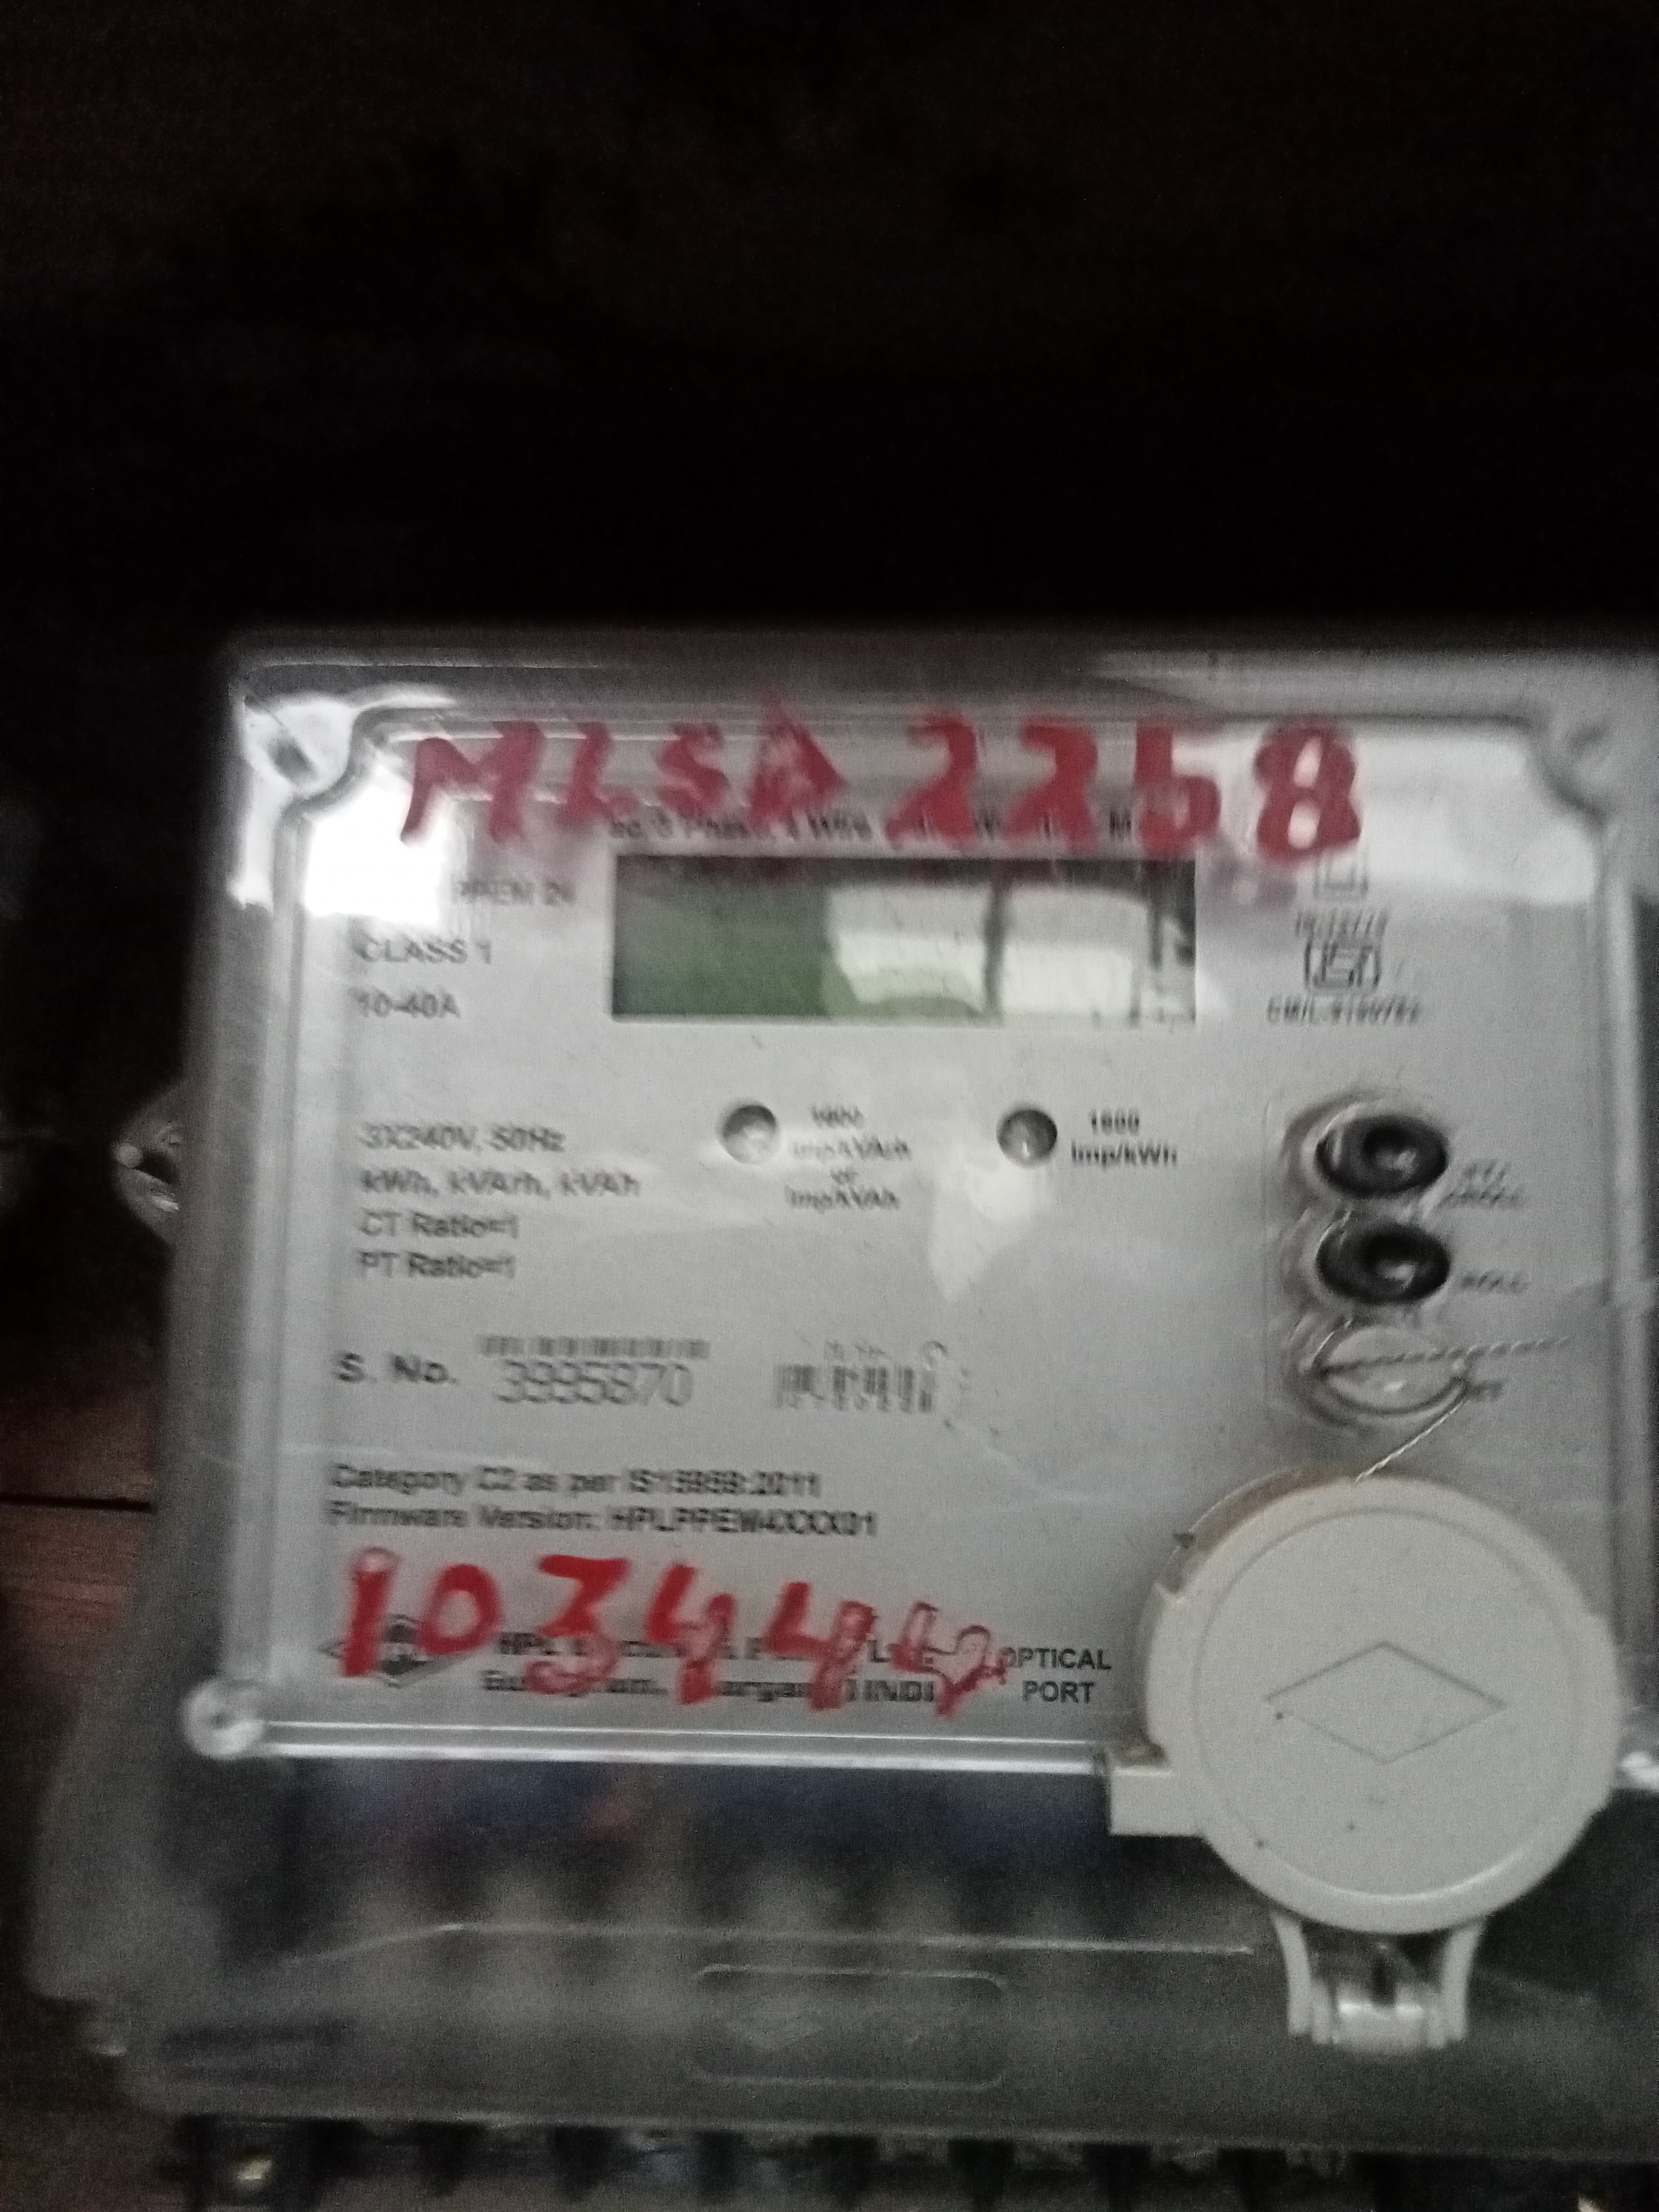 MLSA 2258
CLASS 1
10-40A
3X240V, 50Hz
kWh, kVArh, kVAh
CT Ratio=1
PT Ratio=1
1600
Imp/kWh
S. No. 3995870
Category C2 as per IS15959:2011
Firmware Version: HPLPPEM4XXXX01
103444
OPTICAL
PORT